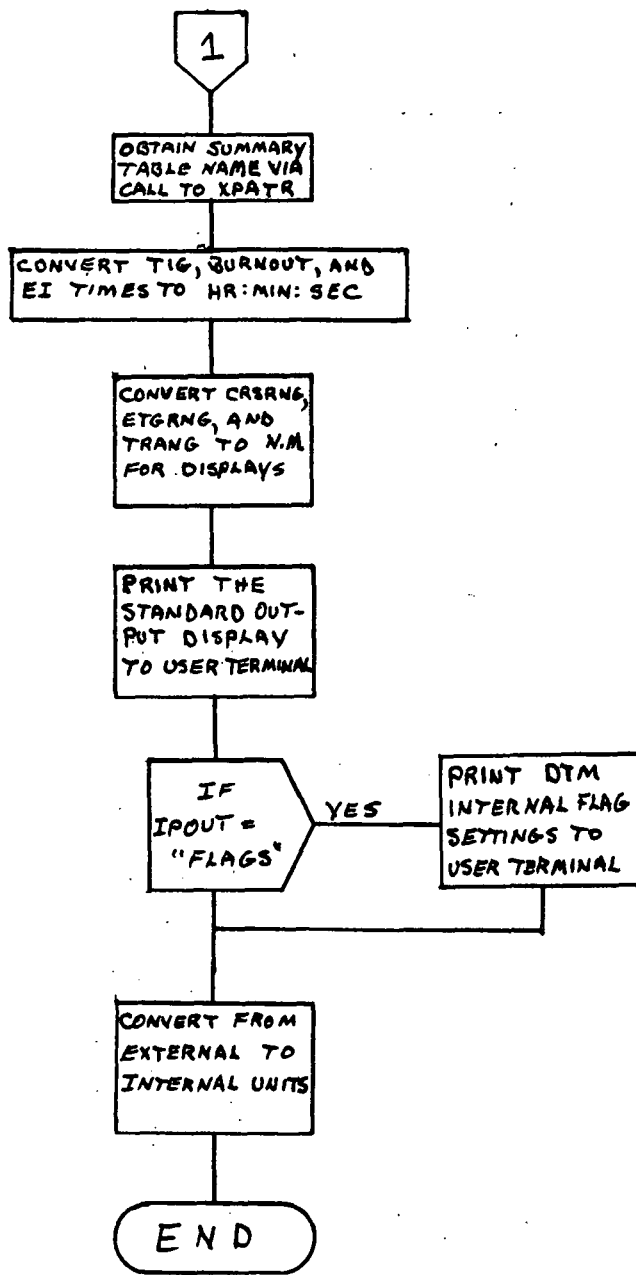 1
OBTAIN SUMMARY
TABLE NAME VIA
CALL TO XPATR
CONVERT TIG, BURNOUT, AND
EI TIMES TO HR:MIN:SEC
CONVERT CRSRNG,
ETGRNG, AND
TRANG TO N.M
FOR DISPLAYS
PRINT THE
STANDARD OUT-
PUT DISPLAY
TO USER TERMINAL
IF
IPOUT =
"FLAGS"
YES
PRINT DTM
INTERNAL FLAG
SETTINGS TO
USER TERMINAL
CONVERT FROM
EXTERNAL TO
INTERNAL UNITS
END